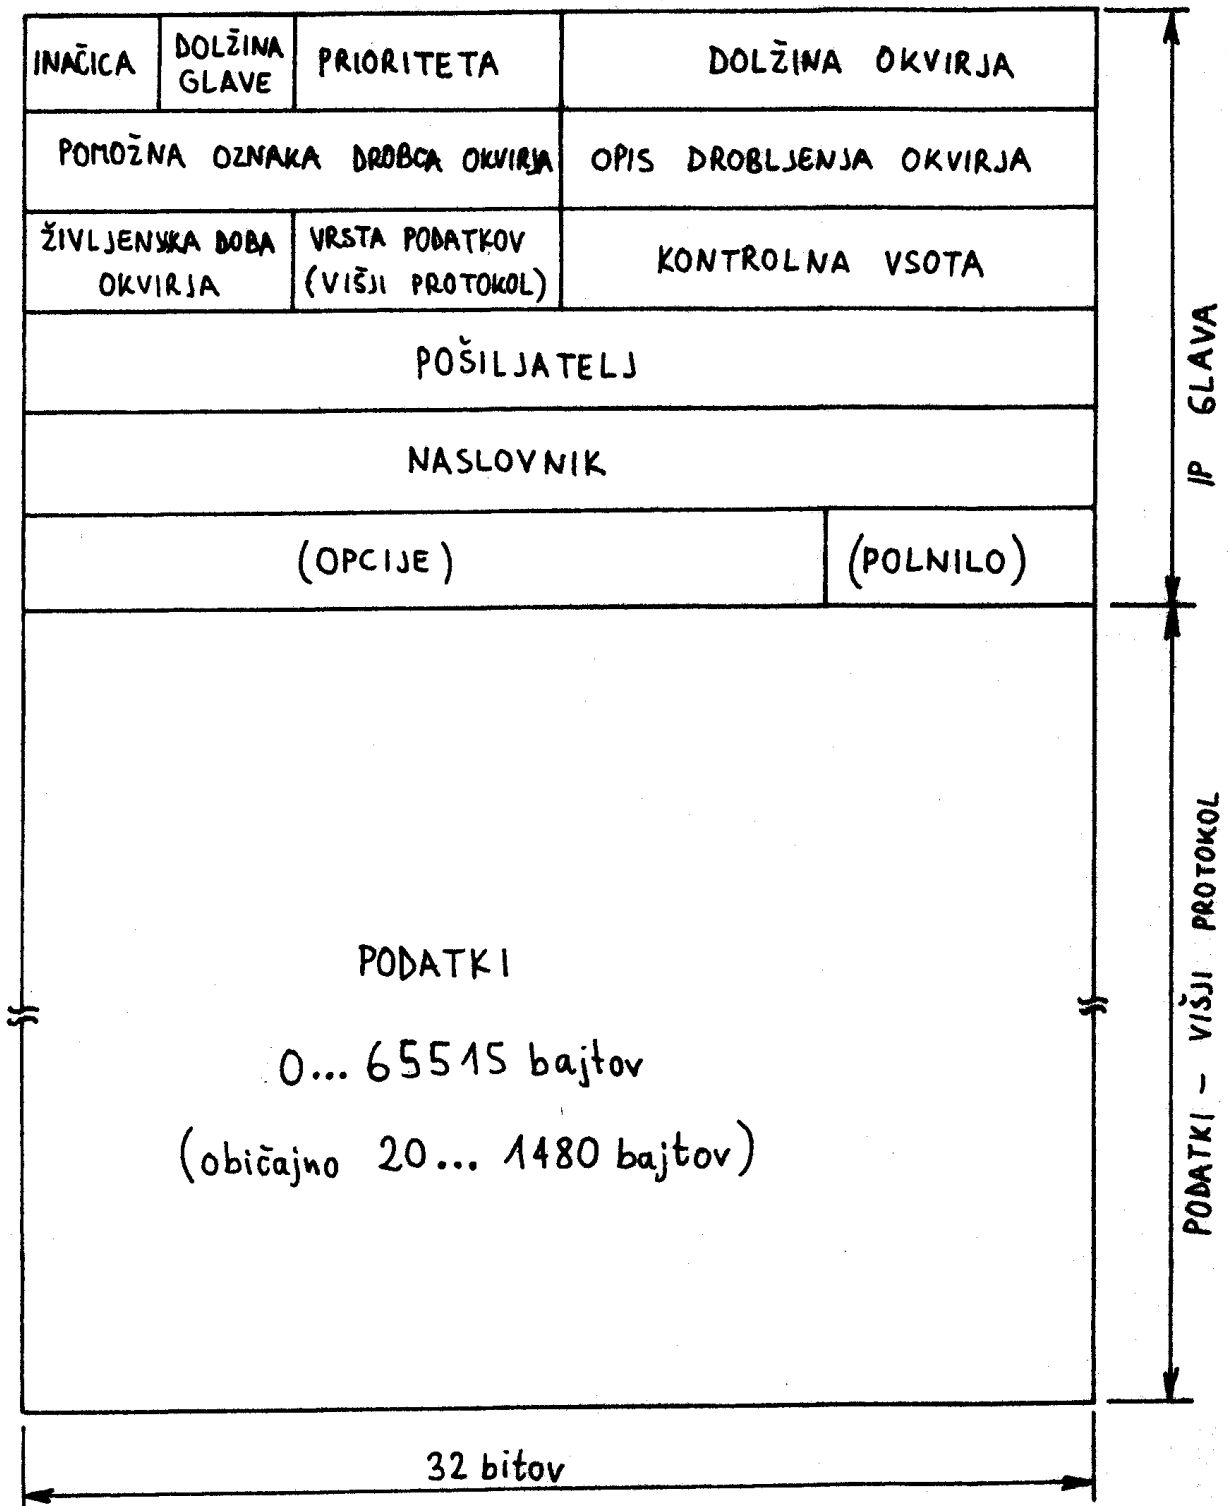 INAČICA
DOLŽINA
GLAVE
PRIORITETA
DOLŽINA OKVIRJA
POMOŽNA OZNAKA DROBCA OKVIRJA
OPIS DROBLJENJA OKVIRJA
ŽIVLJENSKA DOBA
OKVIRJA
VRSTA PODATKOV
(VIŠJI PROTOKOL)
KONTROLNA VSOTA
POŠILJATELJ
NASLOVNIK
(OPCIJE)
(POLNILO)
IP GLAVA
PODATKI
0... 65515 bajtov
(običajno 20... 1480 bajtov)
PODATKI - VIŠJI PROTOKOL
32 bitov